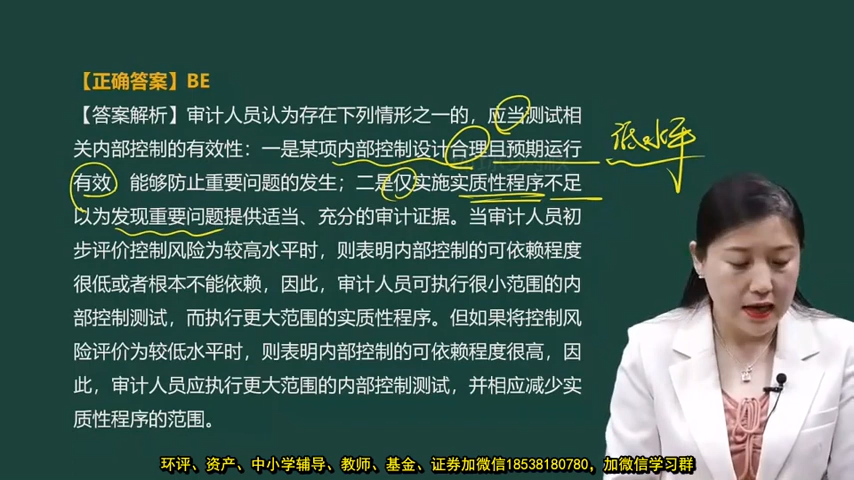 【正确答案】BE
【答案解析】审计人员认为存在下列情形之一的，应当测试相
关内部控制的有效性：一是某项内部控制设计合理且预期运行
有效，能够防止重要问题的发生；二是仅实施实质性程序不足
以为发现重要问题提供适当、充分的审计证据。当审计人员初
步评价控制风险为较高水平时，则表明内部控制的可依赖程度
很低或者根本不能依赖，因此，审计人员可执行很小范围的内
部控制测试，而执行更大范围的实质性程序。但如果将控制风
险评价为较低水平时，则表明内部控制的可依赖程度很高，因
此，审计人员应执行更大范围的内部控制测试，并相应减少实
质性程序的范围。
低水平
环评、资产、中小学辅导、教师、基金、证券加微信18538180780，加微信学习群